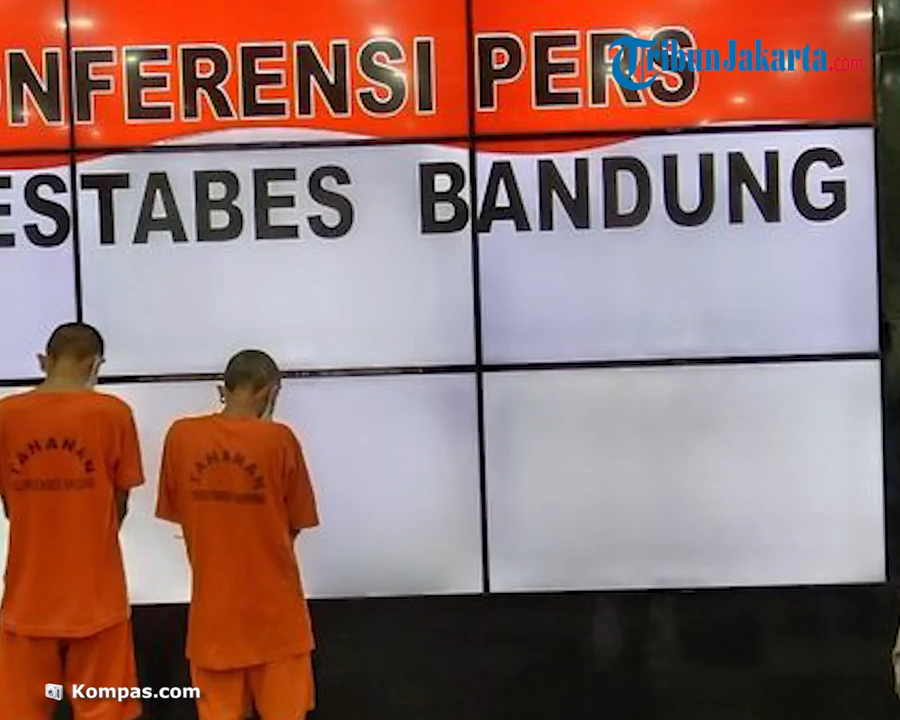 ONFERENSI PERS
TribunJakarta.com
ESTABES BANDUNG
TAHANAN
TAHANAN
Kompas.com